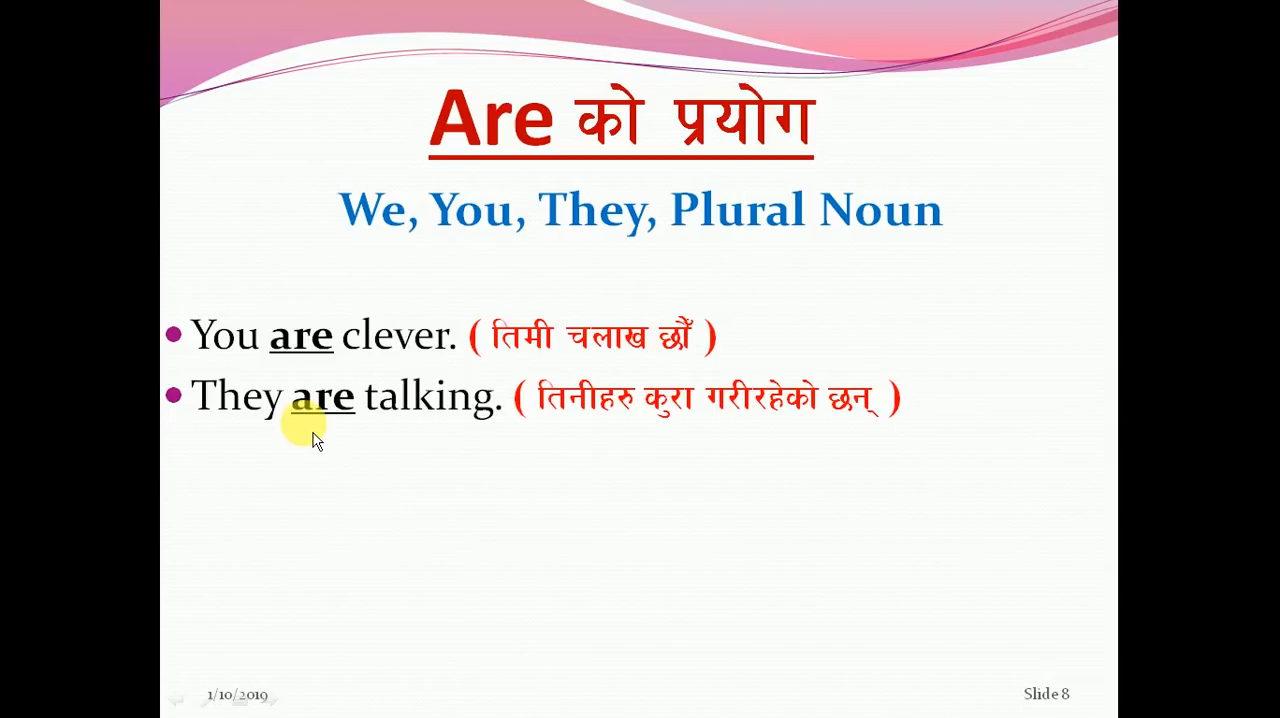 Are को प्रयोग
We, You, They, Plural Noun
• You are clever. ( तिमी चलाख छौँ )
• They are talking. ( तिनीहरु कुरा गरीरहेको छन् )
1/10/2019
Slide 8